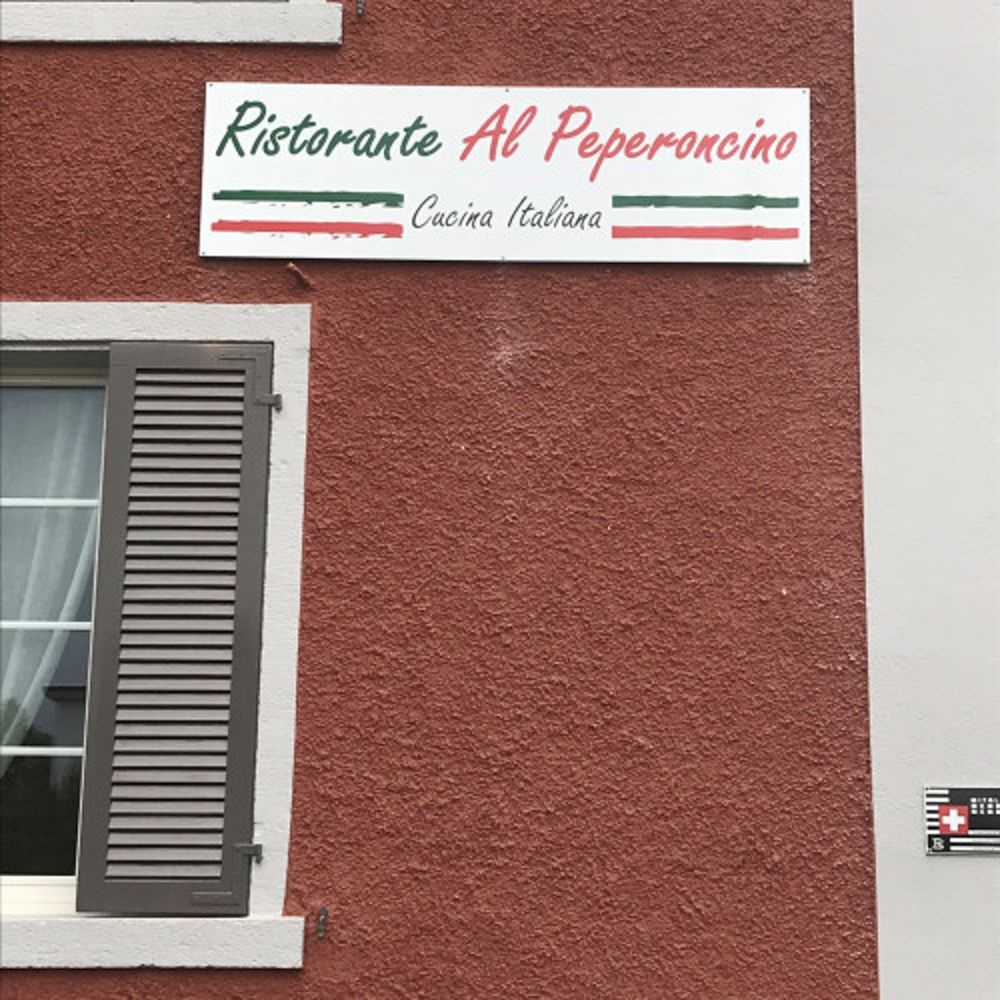 Ristorante Al Peperoncino
Cucina Italiana